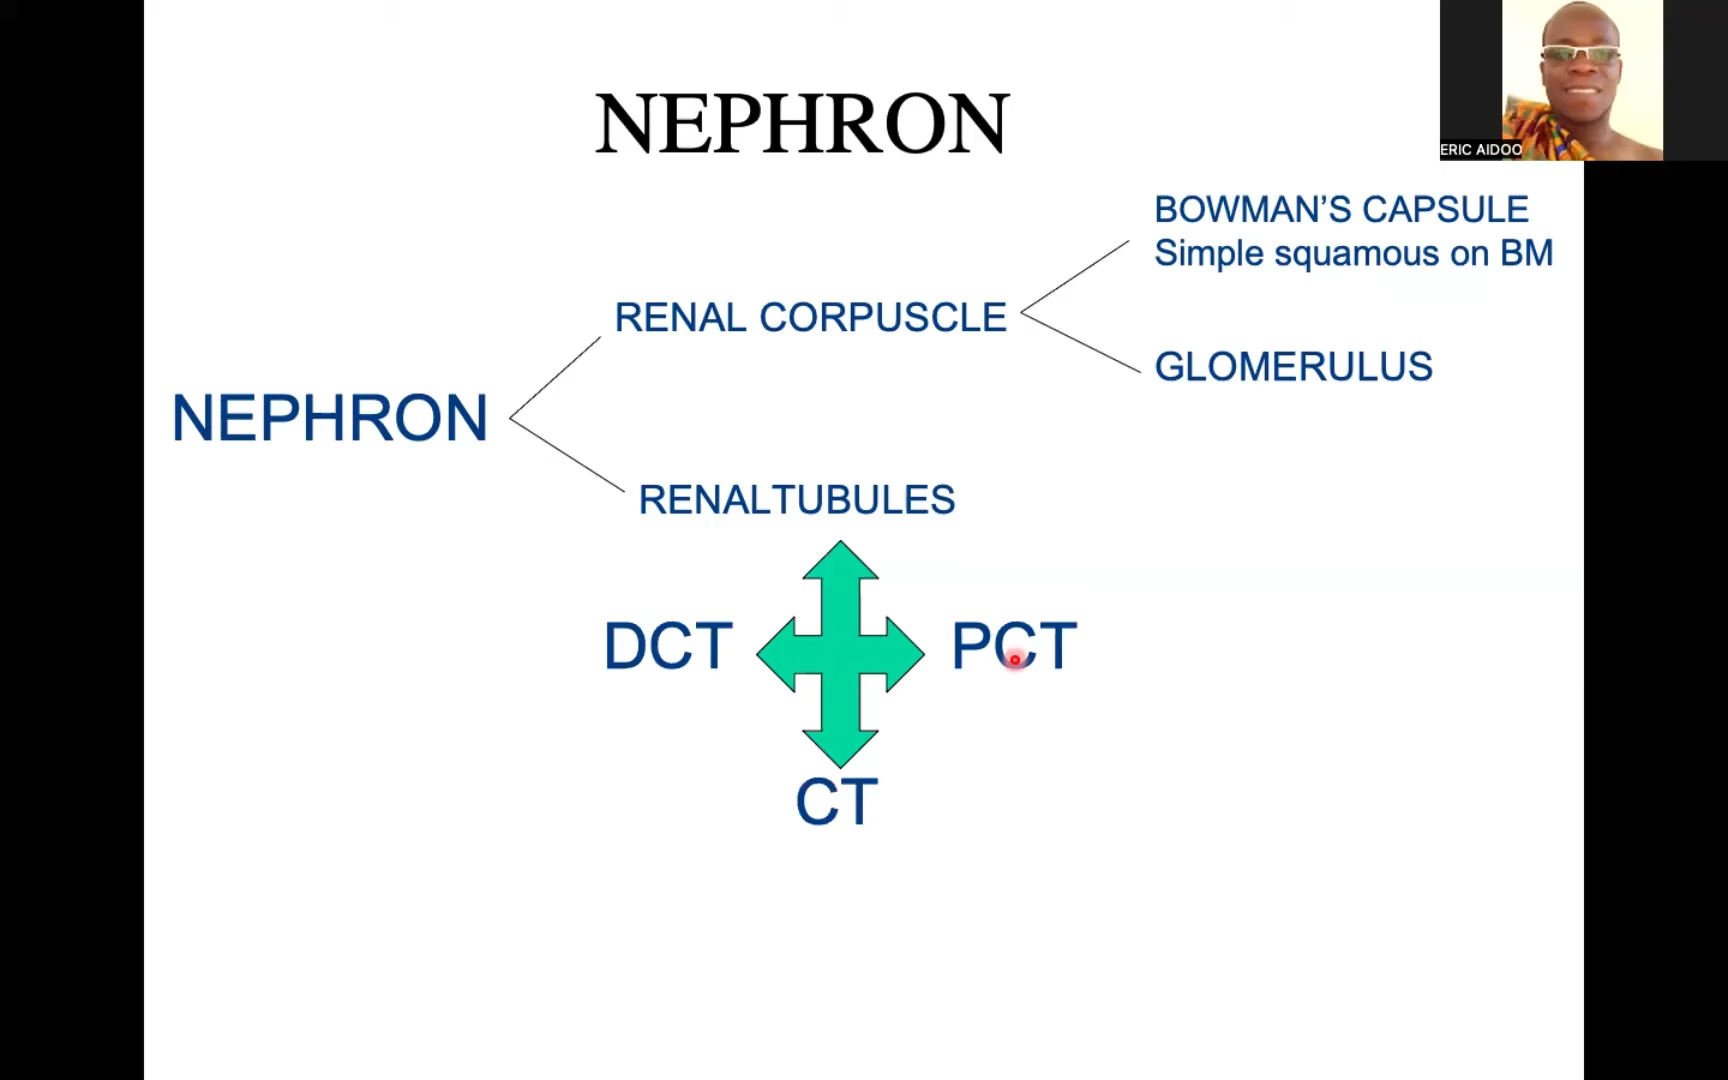 NEPHRON
ERIC AIDOO
BOWMAN'S CAPSULE
Simple squamous on BM
RENAL CORPUSCLE
GLOMERULUS
NEPHRON
RENALTUBULES
DCT
PCT
CT